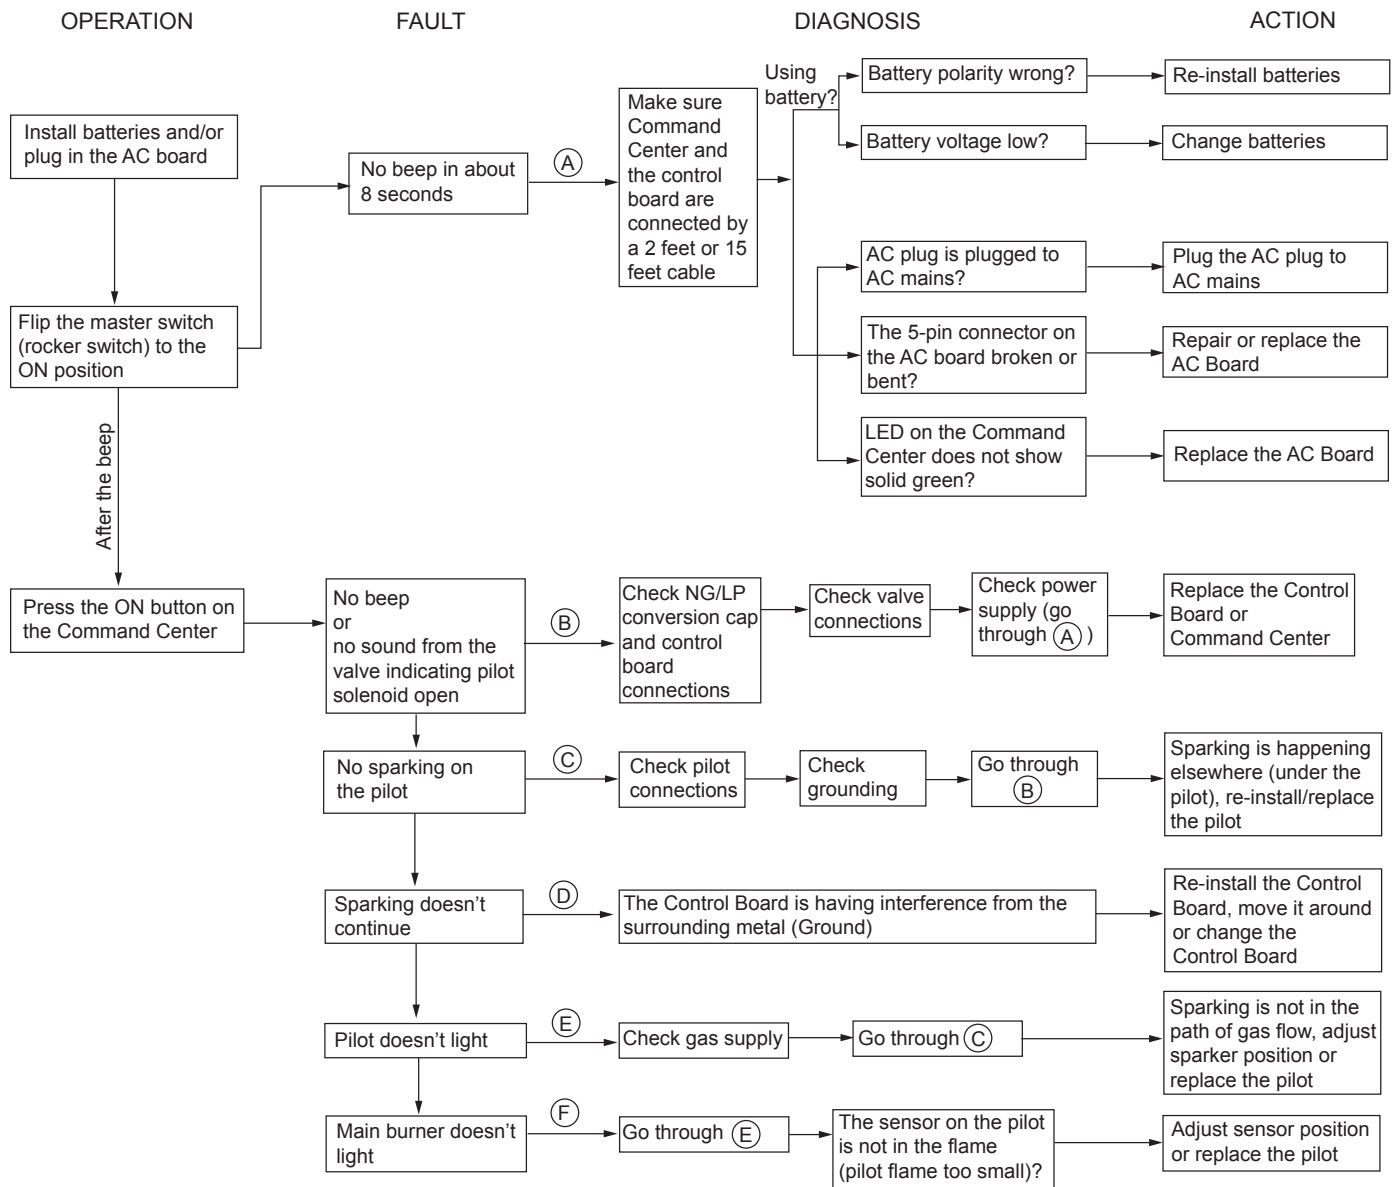 OPERATION
FAULT
DIAGNOSIS
ACTION
Install batteries and/or
plug in the AC board
Flip the master switch
(rocker switch) to the
ON position
After the beep
Press the ON button on
the Command Center
No beep in about
8 seconds
A
Make sure
Command
Center and
the control
board are
connected by
a 2 feet or 15
feet cable
Using
battery?
Battery polarity wrong?
Re-install batteries
Battery voltage low?
Change batteries
AC plug is plugged to
AC mains?
Plug the AC plug to
AC mains
The 5-pin connector on
the AC board broken or
bent?
Repair or replace the
AC Board
LED on the Command
Center does not show
solid green?
Replace the AC Board
No beep
or
no sound from the
valve indicating pilot
solenoid open
B
Check NG/LP
conversion cap
and control
board
connections
Check valve
connections
Check power
supply (go
through A )
Replace the Control
Board or
Command Center
No sparking on
the pilot
C
Check pilot
connections
Check
grounding
Go through
B
Sparking is happening
elsewhere (under the
pilot), re-install/replace
the pilot
Sparking doesn't
continue
D
The Control Board is having interference from the
surrounding metal (Ground)
Re-install the Control
Board, move it around
or change the
Control Board
Pilot doesn't light
E
Check gas supply
Go through C
Sparking is not in the
path of gas flow, adjust
sparker position or
replace the pilot
Main burner doesn't
light
F
Go through E
The sensor on the pilot
is not in the flame
(pilot flame too small)?
Adjust sensor position
or replace the pilot